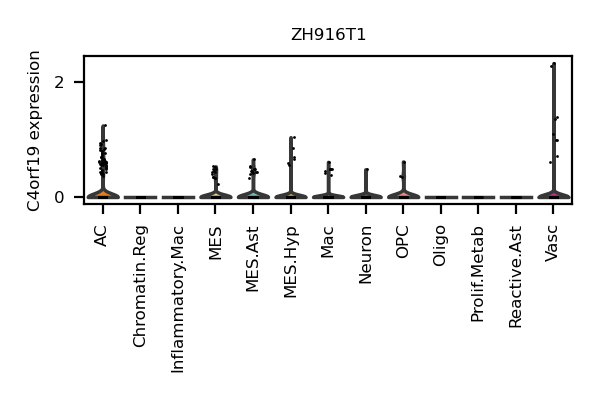 ZH916T1
C4orf19 expression
2
0
AC
Chromatin.Reg
Inflammatory.Mac
MES
MES.Ast
MES.Hyp
Mac
Neuron
OPC
Oligo
Prolif.Metab
Reactive.Ast
Vasc